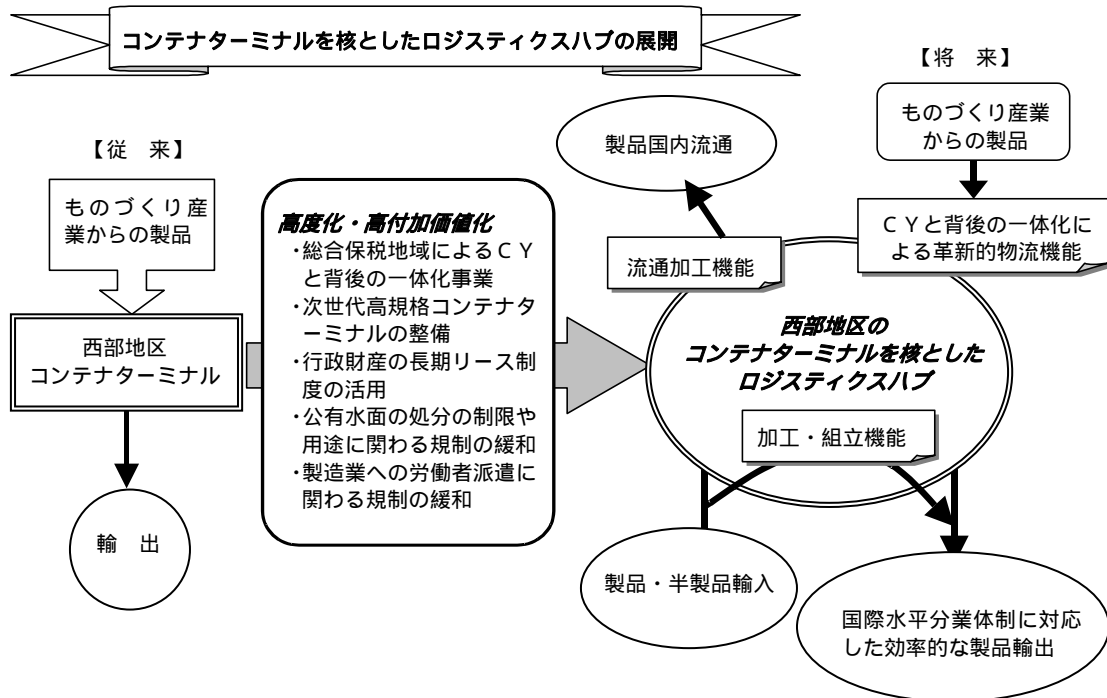 コンテナターミナルを核としたロジスティクスハブの展開
【従　来】
ものづくり産
業からの製品
西部地区
コンテナターミナル
輸　出
高度化・高付加価値化
・総合保税地域によるＣＹ
と背後の一体化事業
・次世代高規格コンテナタ
ーミナルの整備
・行政財産の長期リース制
度の活用
・公有水面の処分の制限や
用途に関わる規制の緩和
・製造業への労働者派遣に
関わる規制の緩和
【将　来】
ものづくり産業
からの製品
ＣＹと背後の一体化に
よる革新的物流機能
製品国内流通
流通加工機能
西部地区の
コンテナターミナルを核とした
ロジスティクスハブ
加工・組立機能
製品・半製品輸入
国際水平分業体制に対応
した効率的な製品輸出